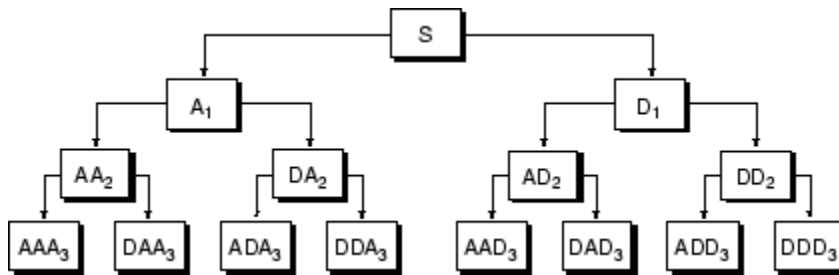 S
A₁ D₁
AA₂ DA₂ AD₂ DD₂
AAA₃ DAA₃ ADA₃ DDA₃ AAD₃ DAD₃ ADD₃ DDD₃